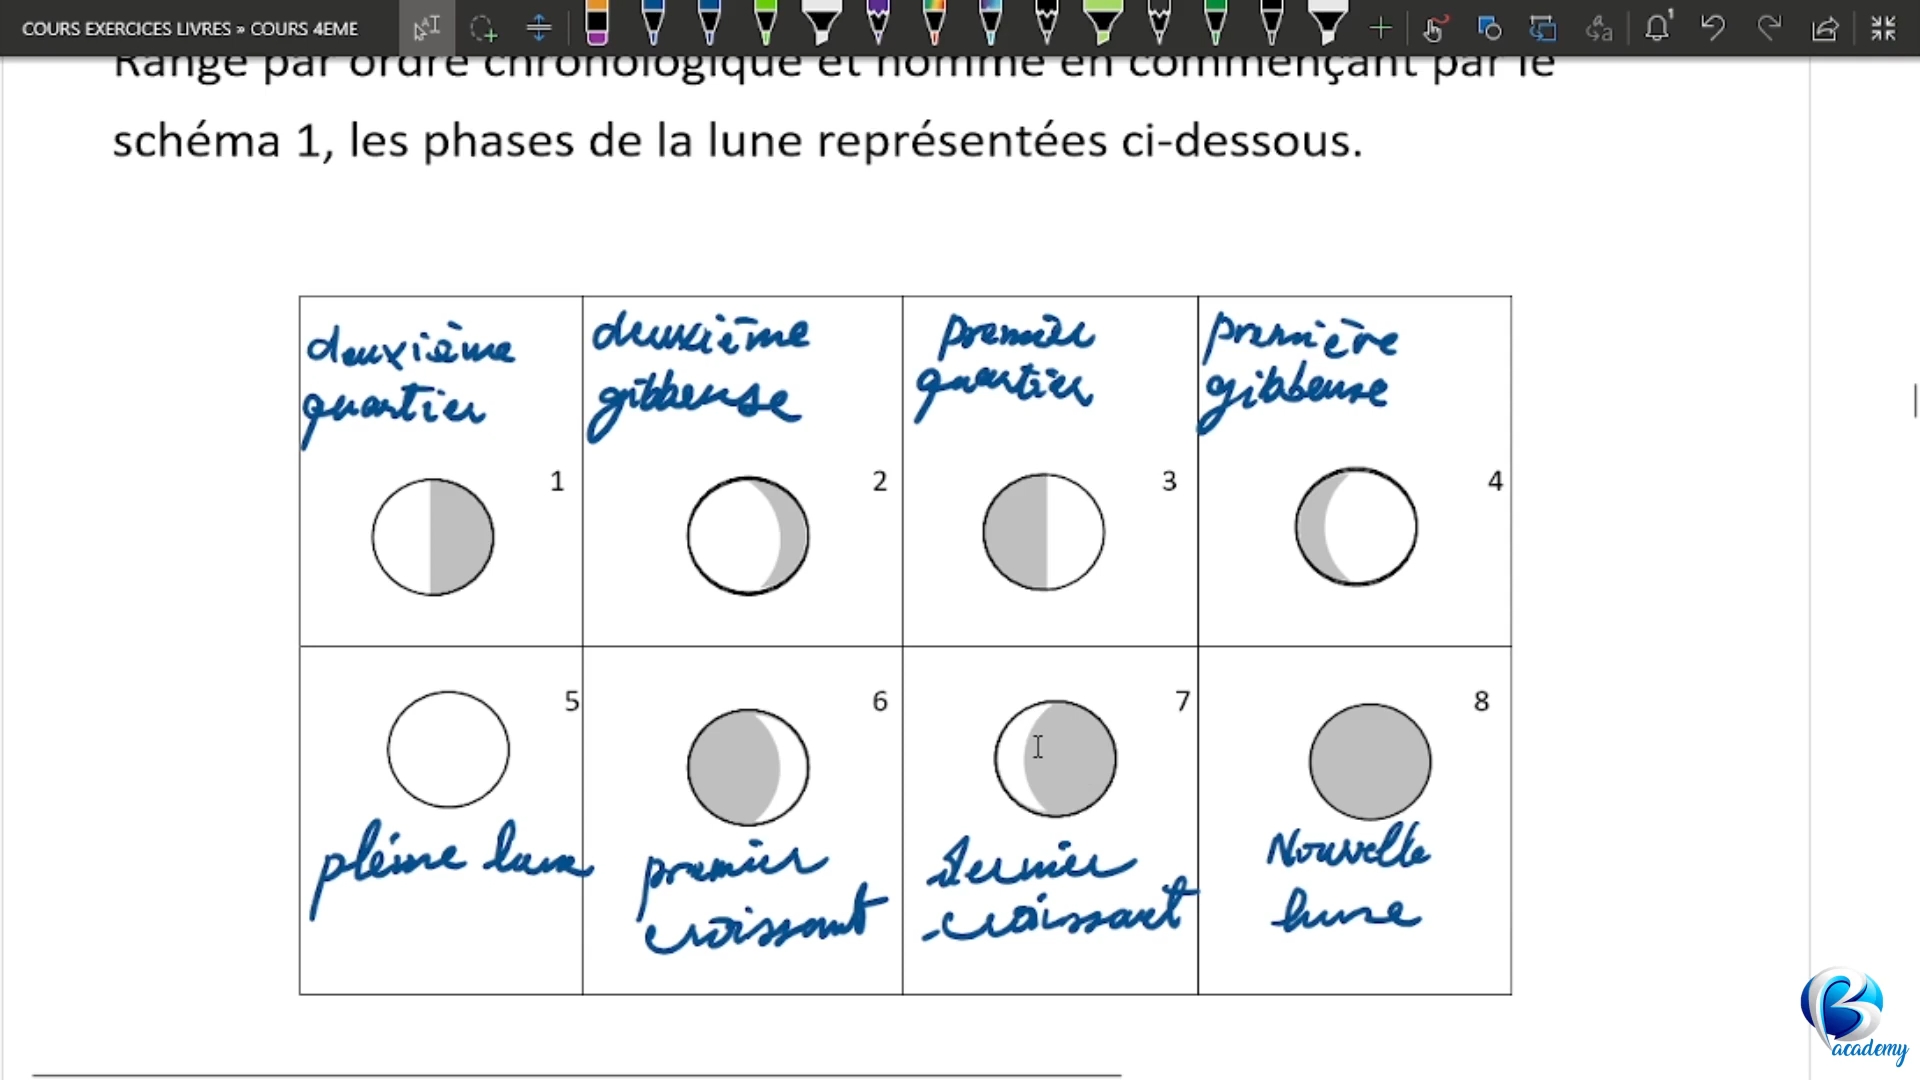 COURS EXERCICES LIVRES » COURS 4EME
Range par ordre chronologique et nomme en commençant par le
schéma 1, les phases de la lune représentées ci-dessous.
deuxième
quartier
1
deuxième
gibbeuse
2
premier
quartier
3
première
gibbeuse
4
5
pleine lune
6
premier
croissant
7
dernier
croissant
8
Nouvelle
lune
academy